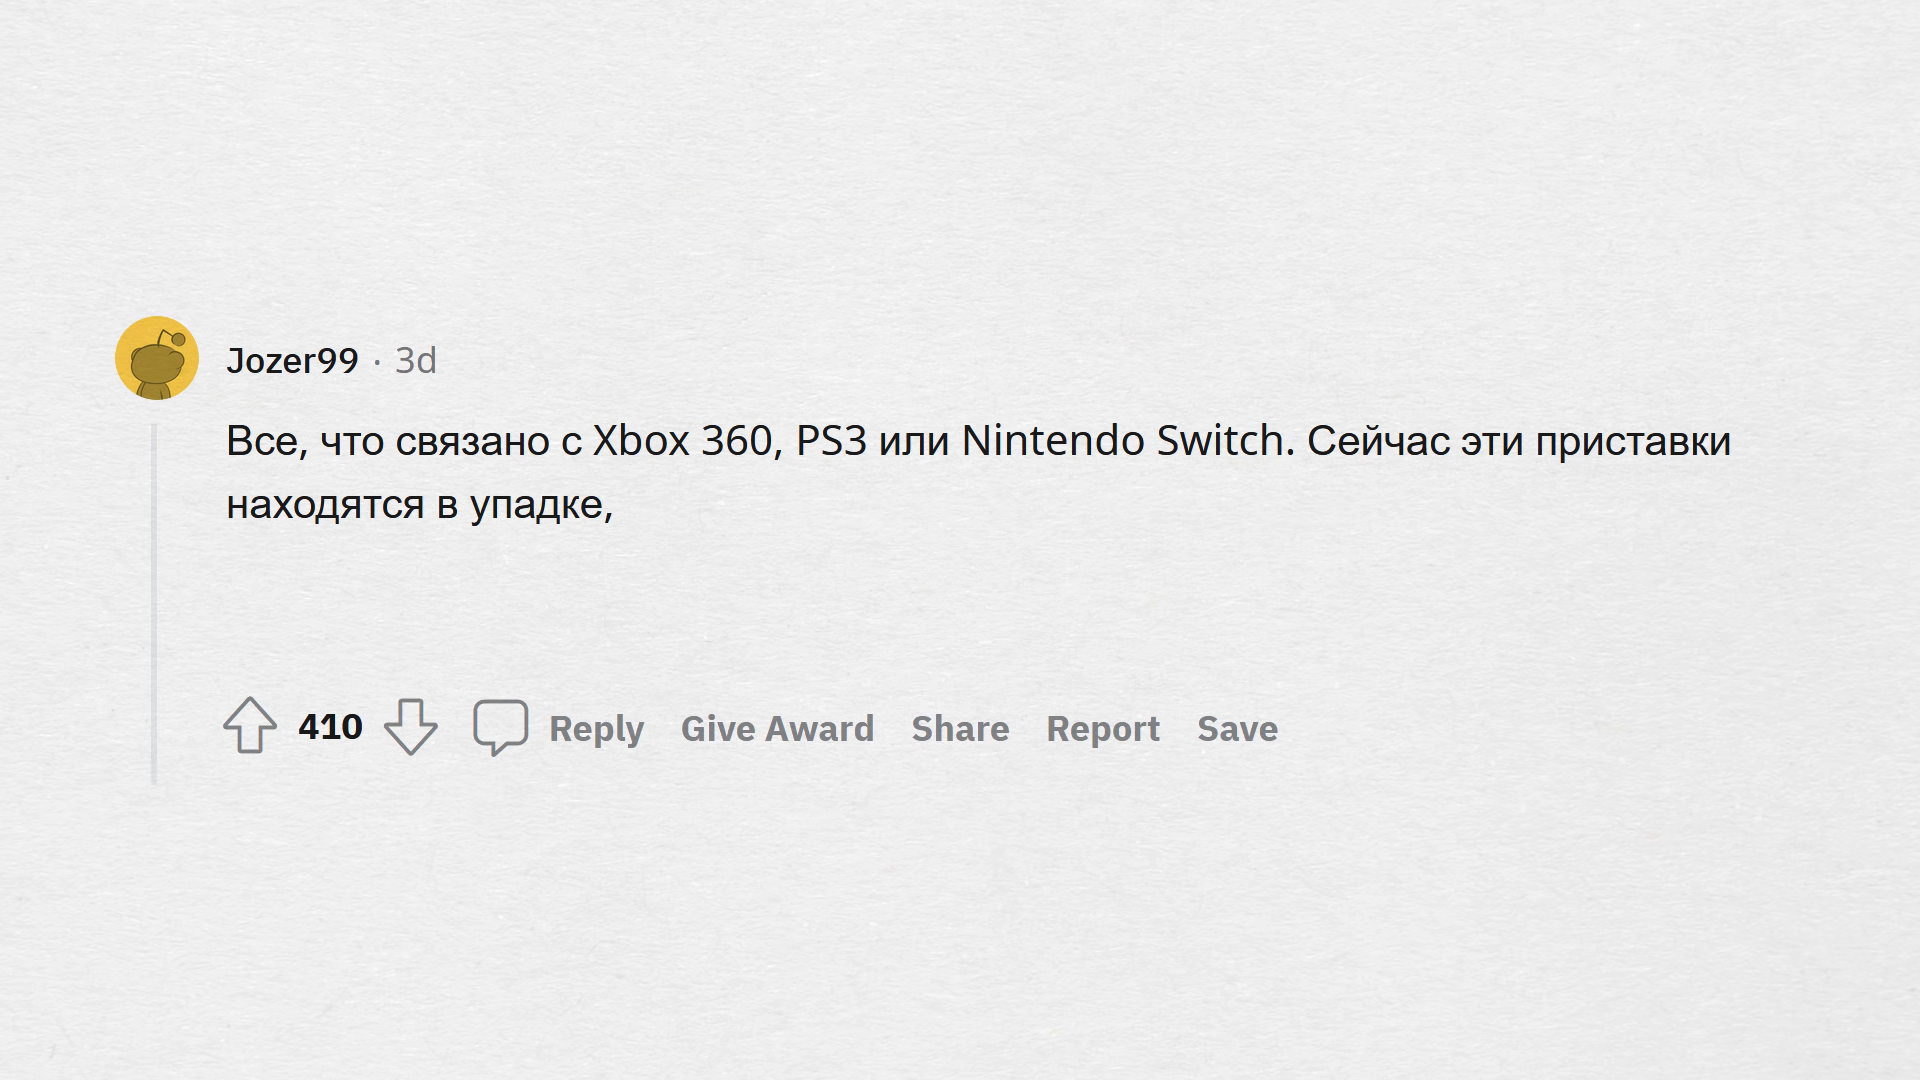 Jozer99 · 3d
Все, что связано с Xbox 360, PS3 или Nintendo Switch. Сейчас эти приставки
находятся в упадке,
410 Reply Give Award Share Report Save